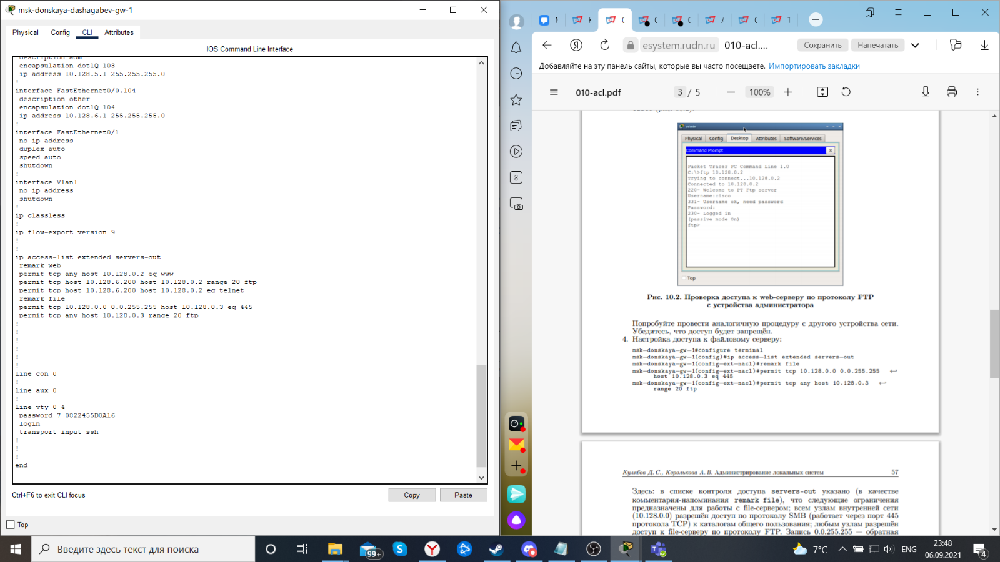 msk-donskaya-dashagabev-gw-1
Physical Config CLI Attributes
IOS Command Line Interface
description adm
encapsulation dot1Q 103
ip address 10.128.5.1 255.255.255.0
!
interface FastEthernet0/0.104
description other
encapsulation dot1Q 104
ip address 10.128.6.1 255.255.255.0
!
interface FastEthernet0/1
no ip address
duplex auto
speed auto
shutdown
!
interface Vlan1
no ip address
shutdown
!
ip classless
!
ip flow-export version 9
!
!
ip access-list extended servers-out
remark web
permit tcp any host 10.128.0.2 eq www
permit tcp host 10.128.6.200 host 10.128.0.2 range 20 ftp
permit tcp host 10.128.6.200 host 10.128.0.2 eq telnet
remark file
permit tcp 10.128.0.0 0.0.255.255 host 10.128.0.3 eq 445
permit tcp any host 10.128.0.3 range 20 ftp
!
!
!
!
!
!
line con 0
!
line aux 0
!
line vty 0 4
password 7 0822455D0A16
login
transport input ssh
!
!
!
end
Ctrl+F6 to exit CLI focus
Copy Paste
Top
esystem.rudn.ru 010-acl....
Сохранить Напечатать
Добавляйте на эту панель сайты, которые вы часто посещаете. Импортировать закладки
010-acl.pdf 3 / 5 — 100% +
admin
Physical Config Desktop Attributes Software/Services
Command Prompt X
Packet Tracer PC Command Line 1.0
C:\>ftp 10.128.0.2
Trying to connect...10.128.0.2
Connected to 10.128.0.2
220- Welcome to PT Ftp server
Username:cisco
331- Username ok, need password
Password:
230- Logged in
(passive mode On)
ftp>
Top
Рис. 10.2. Проверка доступа к web-серверу по протоколу FTP
с устройства администратора
Попробуйте провести аналогичную процедуру с другого устройства сети.
Убедитесь, что доступ будет запрещён.
4. Настройка доступа к файловому серверу:
msk-donskaya-gw-1#configure terminal
msk-donskaya-gw-1(config)#ip access-list extended servers-out
msk-donskaya-gw-1(config-ext-nacl)#remark file
msk-donskaya-gw-1(config-ext-nacl)#permit tcp 10.128.0.0 0.0.255.255 ↩
host 10.128.0.3 eq 445
msk-donskaya-gw-1(config-ext-nacl)#permit tcp any host 10.128.0.3 ↩
range 20 ftp
Кулябов Д. С., Королькова А. В. Администрирование локальных систем 57
Здесь: в списке контроля доступа servers-out указано (в качестве
комментария-напоминания remark file), что следующие ограничения
предназначены для работы с file-сервером; всем узлам внутренней сети
(10.128.0.0) разрешён доступ по протоколу SMB (работает через порт 445
протокола TCP) к каталогам общего пользования; любым узлам разрешён
доступ к file-серверу по протоколу FTP. Запись 0.0.255.255 — обратная
8
Введите здесь текст для поиска
99+
7°C
ENG
23:48
06.09.2021
4